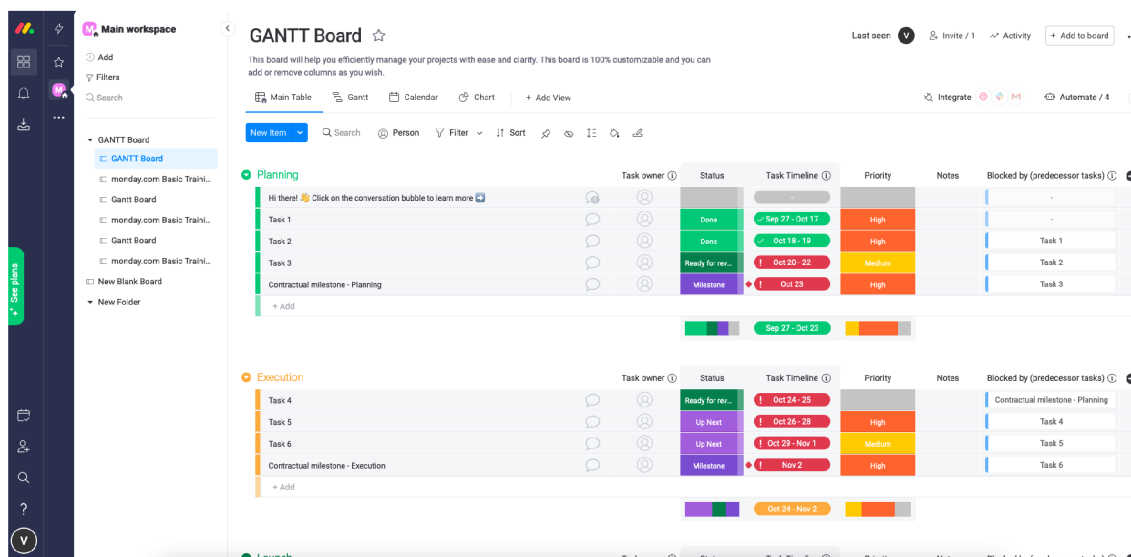 M Main workspace
Add
Filters
Search
GANTT Board
GANTT Board
monday.com Basic Traini...
Gantt Board
monday.com Basic Traini...
Gantt Board
monday.com Basic Traini...
New Blank Board
New Folder
See plans
?
V
GANTT Board
Last seen V Invite / 1 Activity + Add to board
This board will help you efficiently manage your projects with ease and clarity. This board is 100% customizable and you can
add or remove columns as you wish.
Main Table Gantt Calendar Chart + Add View Integrate Automate / 4
New Item Search Person Filter Sort
Planning Task owner Status Task Timeline Priority Notes Blocked by (predecessor tasks)
Hi there! 👋 Click on the conversation bubble to learn more ➡️ - -
Task 1 Done Sep 27 - Oct 17 High -
Task 2 Done Oct 18 - 19 High Task 1
Task 3 Ready for rev... ! Oct 20 - 22 Medium Task 2
Contractual milestone - Planning Milestone ! Oct 23 High Task 3
+ Add
Sep 27 - Oct 23
Execution Task owner Status Task Timeline Priority Notes Blocked by (predecessor tasks)
Task 4 Ready for rev... ! Oct 24 - 25 Contractual milestone - Planning
Task 5 Up Next ! Oct 26 - 28 High Task 4
Task 6 Up Next ! Oct 29 - Nov 1 Medium Task 5
Contractual milestone - Execution Milestone ! Nov 2 High Task 6
+ Add
Oct 24 - Nov 2